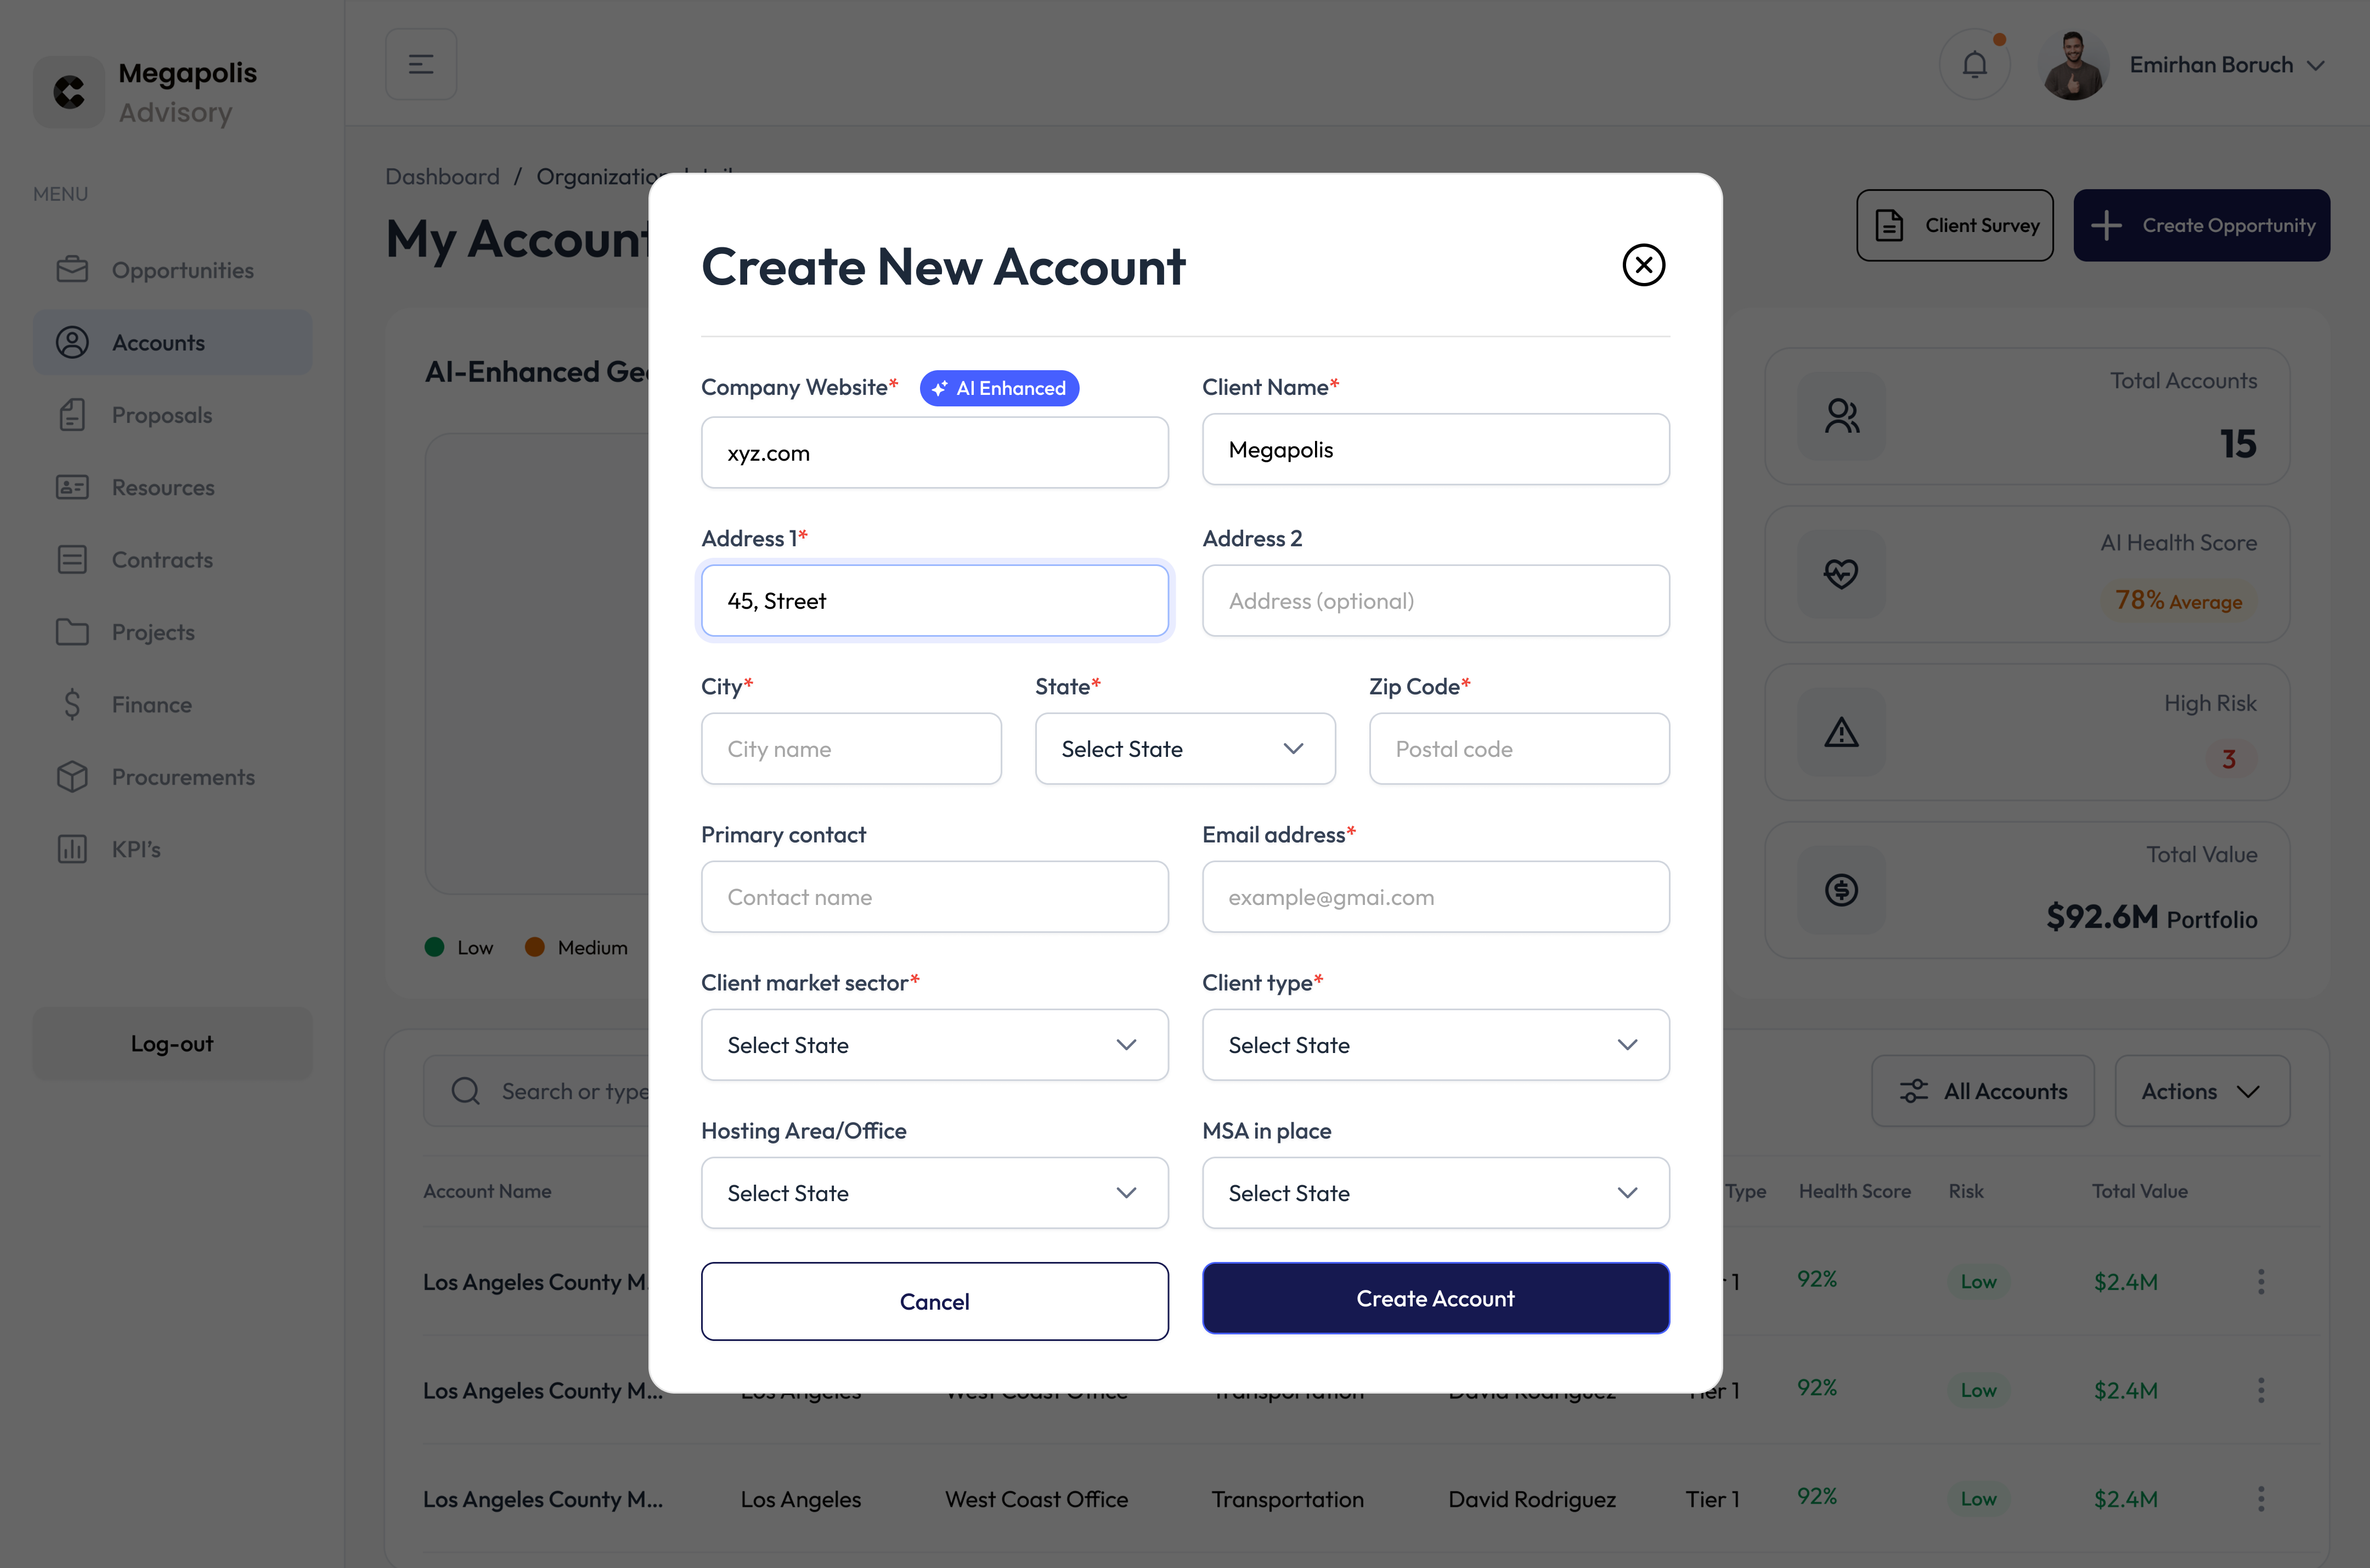 Megapolis
Advisory
MENU
Opportunities
Accounts
Proposals
Resources
Contracts
Projects
Finance
Procurements
KPI's
Log-out
Emirhan Boruch
Dashboard / Organization
My Account
Client Survey
Create Opportunity
AI-Enhanced Geo
Low
Medium
Create New Account
Company Website*
AI Enhanced
Client Name*
xyz.com
Megapolis
Address 1*
Address 2
45, Street
Address (optional)
City*
State*
Zip Code*
City name
Select State
Postal code
Primary contact
Email address*
Contact name
example@gmai.com
Client market sector*
Client type*
Select State
Select State
Hosting Area/Office
MSA in place
Select State
Select State
Cancel
Create Account
Total Accounts
15
AI Health Score
78% Average
High Risk
3
Total Value
$92.6M Portfolio
Search or type
All Accounts
Actions
Account Name
Type
Health Score
Risk
Total Value
Los Angeles County M...
1
92%
Low
$2.4M
Los Angeles County M...
Los Angeles
West Coast Office
Transportation
David Rodriguez
Tier 1
92%
Low
$2.4M
Los Angeles County M...
Los Angeles
West Coast Office
Transportation
David Rodriguez
Tier 1
92%
Low
$2.4M